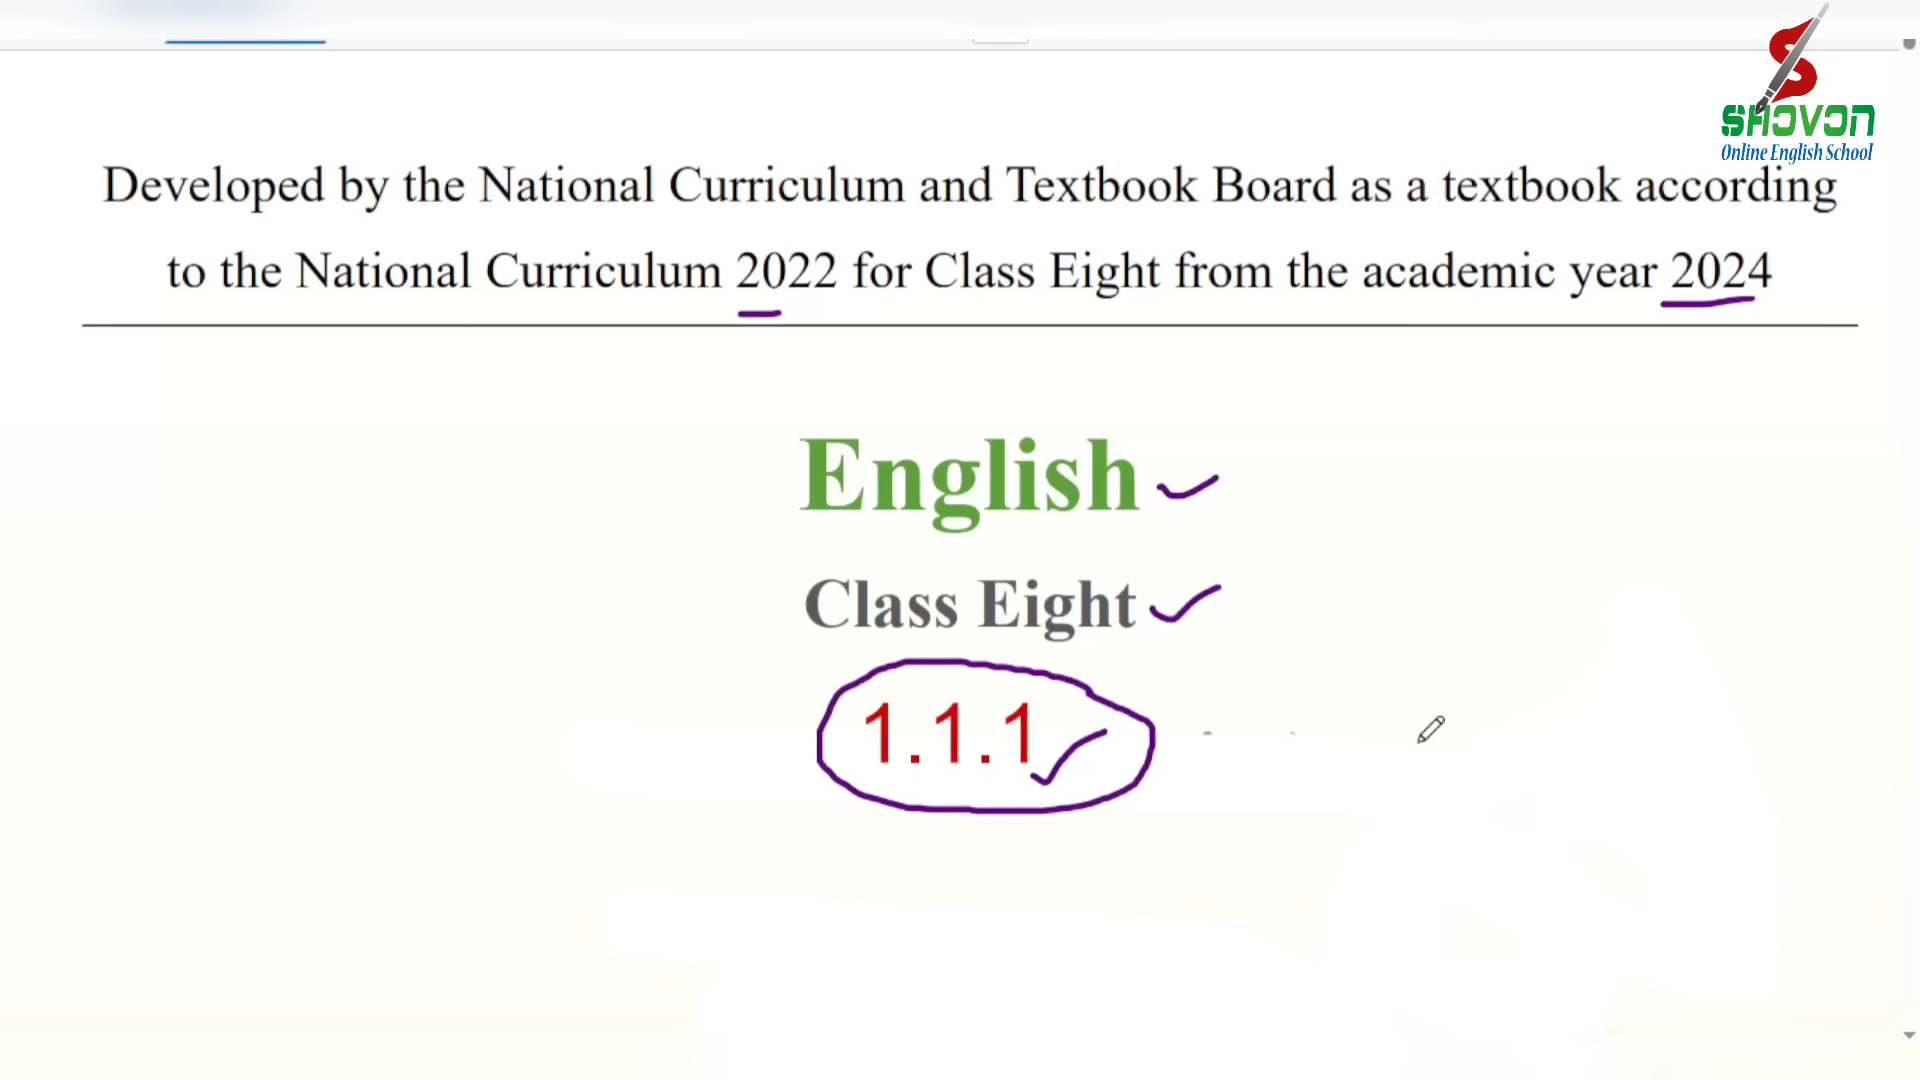 SHOVON
Online English School
Developed by the National Curriculum and Textbook Board as a textbook according
to the National Curriculum 2022 for Class Eight from the academic year 2024
English
Class Eight
1.1.1